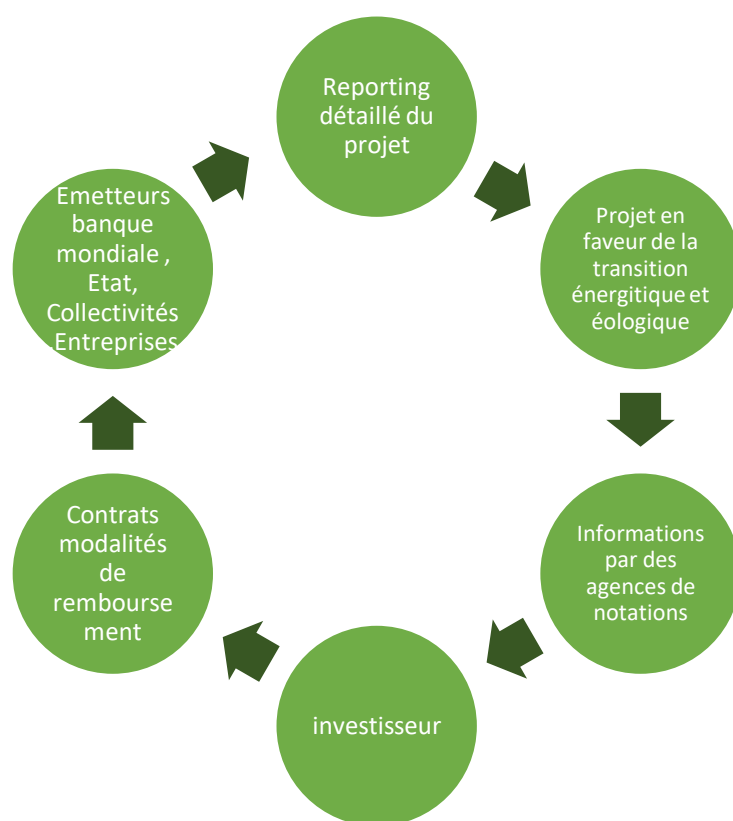 Reporting
détaillé du
projet
Projet en
faveur de la
transition
énergitique et
éologique
Informations
par des
agences de
notations
investisseur
Contrats
modalités
de
rembourse
ment
Emetteurs
banque
mondiale ,
Etat,
Collectivités
.Entreprises